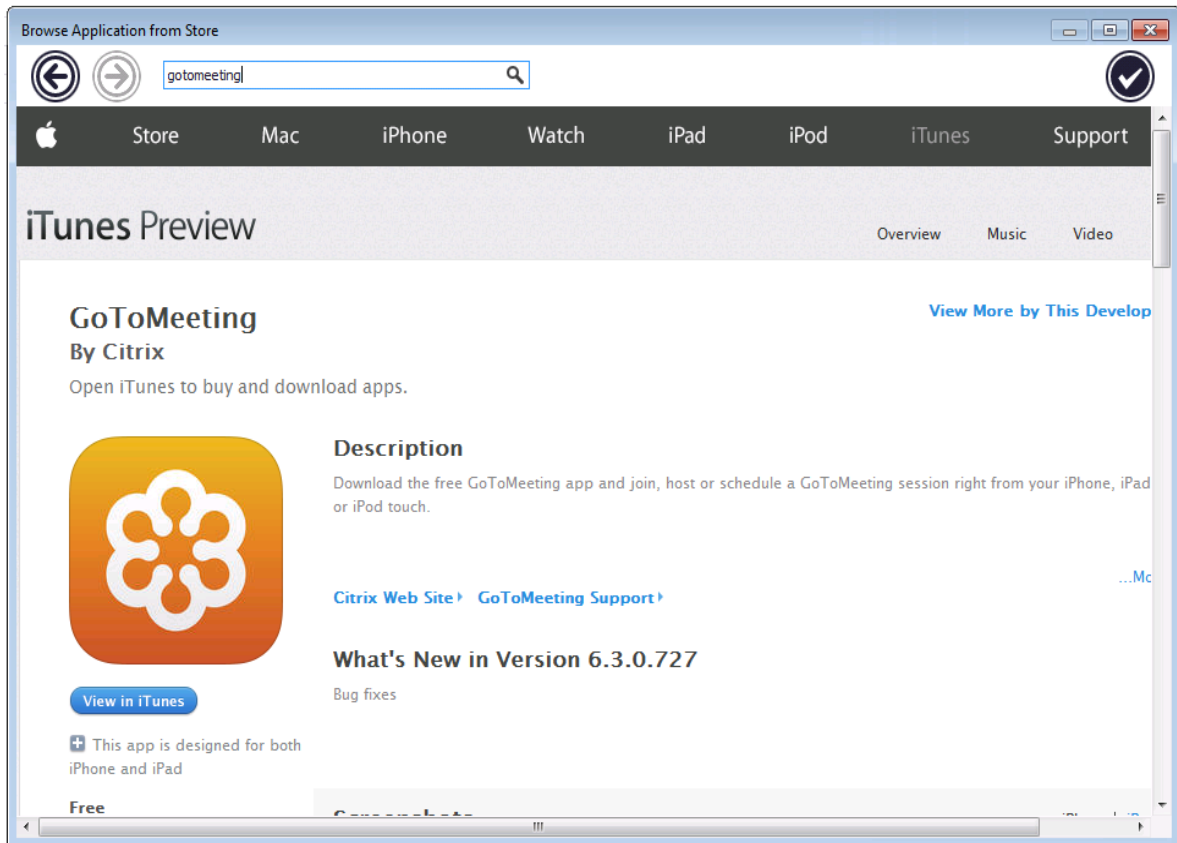 Browse Application from Store
gotomeeting
Store Mac iPhone Watch iPad iPod iTunes Support
iTunes Preview
Overview Music Video
GoToMeeting
View More by This Develop
By Citrix
Open iTunes to buy and download apps.
Description
Download the free GoToMeeting app and join, host or schedule a GoToMeeting session right from your iPhone, iPad
or iPod touch.
...Mo
Citrix Web Site GoToMeeting Support
What's New in Version 6.3.0.727
Bug fixes
View in iTunes
This app is designed for both
iPhone and iPad
Free
Screenshots